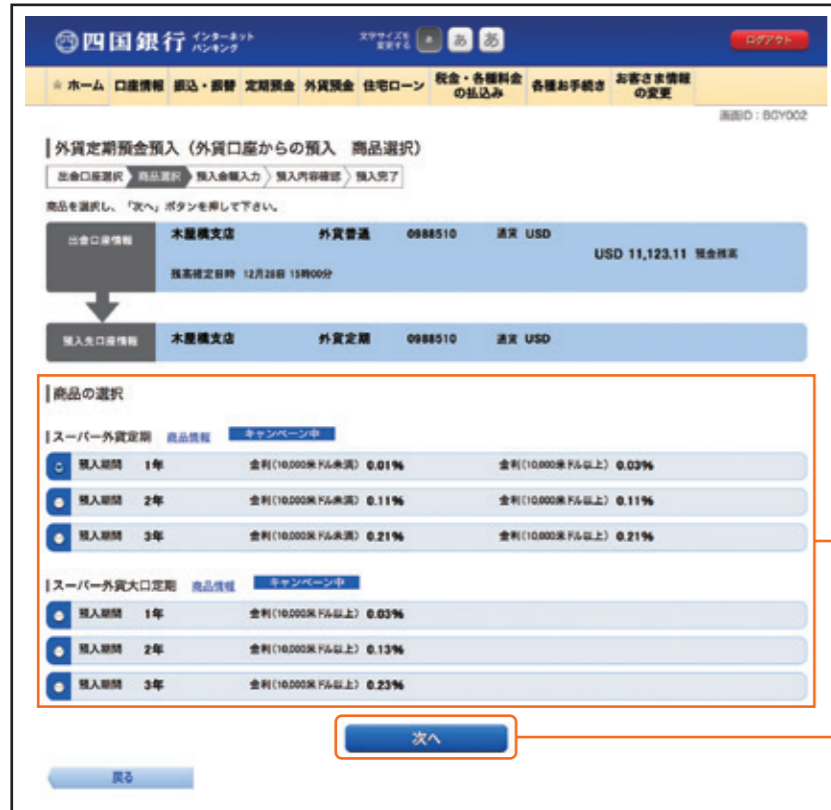 四国銀行 インターネットバンキング
文字サイズを変更する あ あ あ ログアウト
ホーム 口座情報 振込・振替 定期預金 外貨預金 住宅ローン 税金・各種料金の払込み 各種お手続き お客さま情報の変更
画面ID:BGY002
外貨定期預金預入(外貨口座からの預入 商品選択)
出金口座選択 商品選択 預入金額入力 預入内容確認 預入完了
商品を選択し、「次へ」ボタンを押して下さい。
出金口座情報 木屋橋支店 外貨普通 0988510 通貨 USD
USD 11,123.11 預金残高
残高確定日時 12月28日 15時00分
預入先口座情報 木屋橋支店 外貨定期 0988510 通貨 USD
商品の選択
スーパー外貨定期 商品情報 キャンペーン中
預入期間 1年 金利(10,000米ドル未満) 0.01% 金利(10,000米ドル以上) 0.03%
預入期間 2年 金利(10,000米ドル未満) 0.11% 金利(10,000米ドル以上) 0.11%
預入期間 3年 金利(10,000米ドル未満) 0.21% 金利(10,000米ドル以上) 0.21%
スーパー外貨大口定期 商品情報 キャンペーン中
預入期間 1年 金利(10,000米ドル以上) 0.03%
預入期間 2年 金利(10,000米ドル以上) 0.13%
預入期間 3年 金利(10,000米ドル以上) 0.23%
次へ
戻る